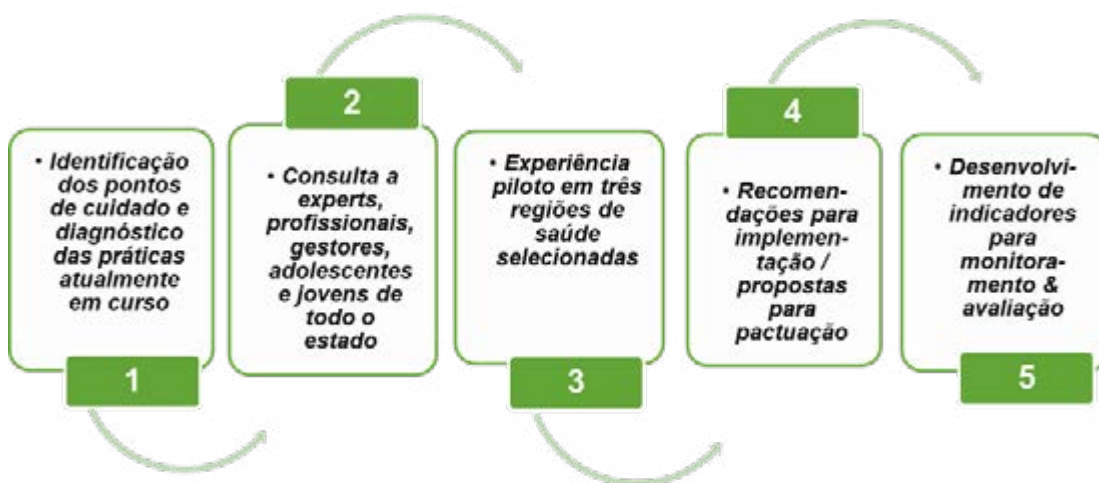 • Identificação
dos pontos
de cuidado e
diagnóstico
das práticas
atualmente
em curso
1
2
• Consulta a
experts,
profissionais,
gestores,
adolescentes
e jovens de
todo o
estado
• Experiência
piloto em três
regiões de
saúde
selecionadas
3
4
• Recomen-
dações para
implemen-
tação /
propostas
para
pactuação
• Desenvolvi-
mento de
indicadores
para
monitora-
mento &
avaliação
5